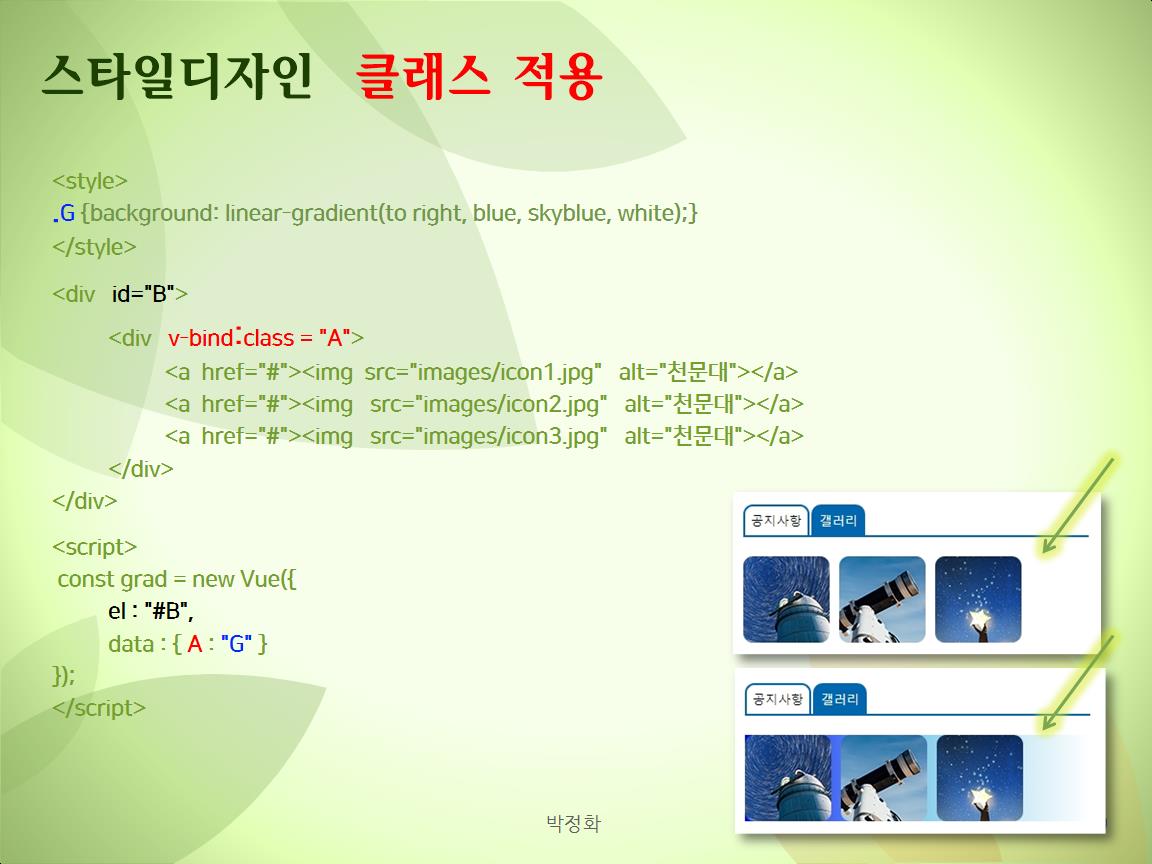 스타일디자인 클래스 적용
<style>
.G {background: linear-gradient(to right, blue, skyblue, white);}
</style>
<div id="B">
<div v-bind:class = "A">
<a href="#"><img src="images/icon1.jpg" alt="천문대"></a>
<a href="#"><img src="images/icon2.jpg" alt="천문대"></a>
<a href="#"><img src="images/icon3.jpg" alt="천문대"></a>
</div>
</div>
<script>
const grad = new Vue({
el : "#B",
data : { A : "G" }
});
</script>
공지사항 갤러리
공지사항 갤러리
박정화